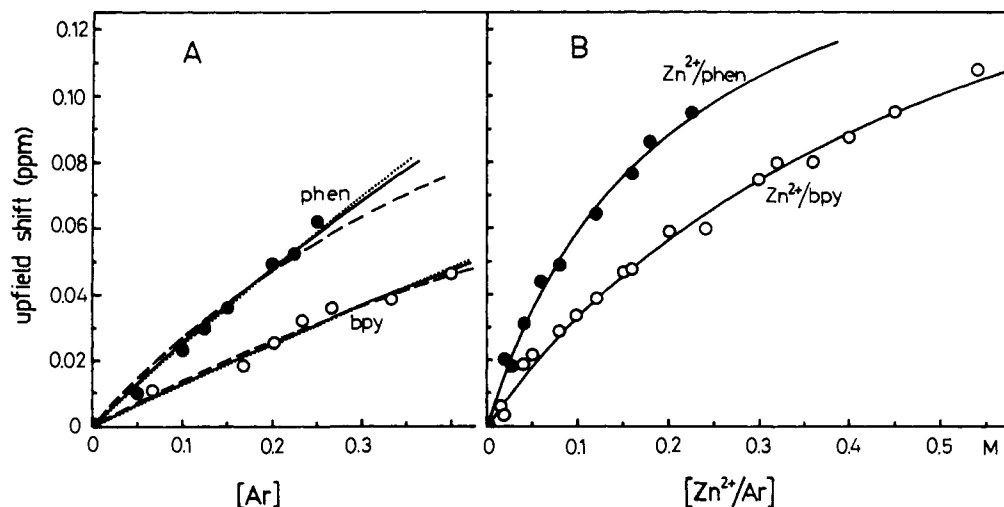 A
B
upfield shift (ppm)
0.12
0.10
0.08
0.06
0.04
0.02
0
phen
bpy
Zn²⁺/phen
Zn²⁺/bpy
0 0.1 0.2 0.3
0 0.1 0.2 0.3 0.4 0.5 M
[Ar]
[Zn²⁺/Ar]